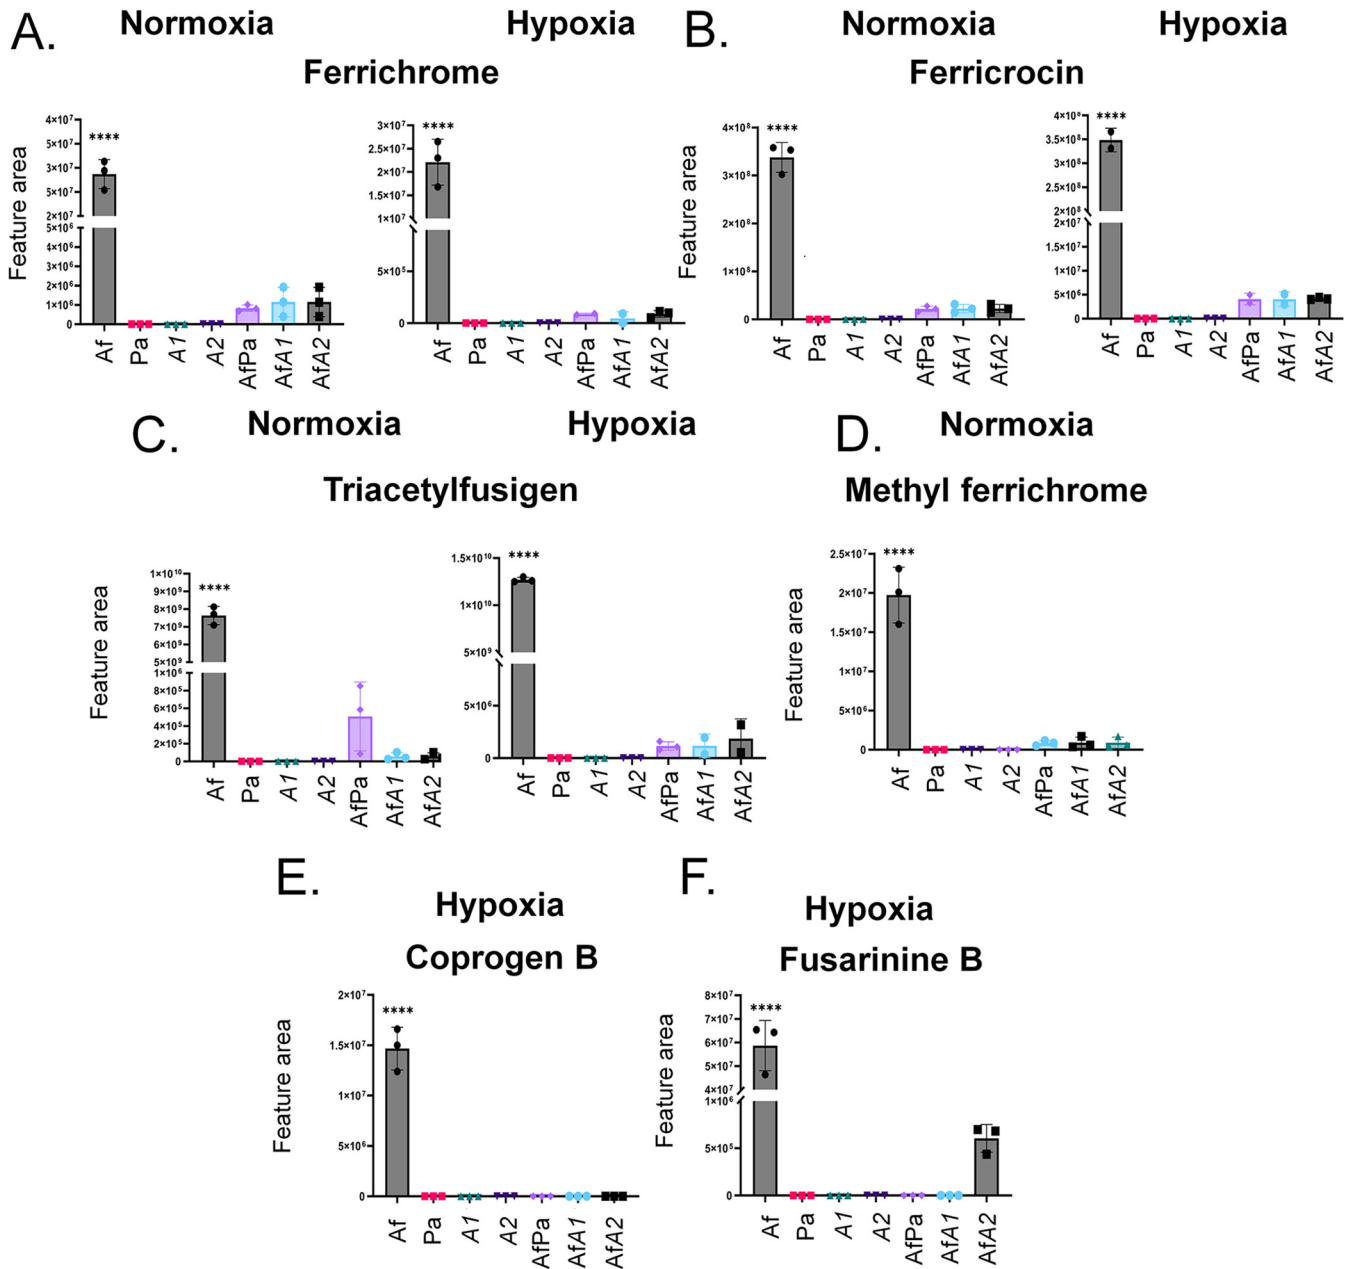 A. Normoxia Hypoxia
Ferrichrome
Feature area
4×10⁷
5×10⁷
3×10⁷
5×10⁷
2×10⁷
5×10⁶
4×10⁶
3×10⁶
2×10⁶
1×10⁶
0
Af Pa A1 A2 AfPa AfA1 AfA2
****
3×10⁷
2.5×10⁷
2×10⁷
1.5×10⁷
1×10⁷
5×10⁵
0
Af Pa A1 A2 AfPa AfA1 AfA2
****
B. Normoxia Hypoxia
Ferricrocin
Feature area
4×10⁸
3×10⁸
2×10⁸
1×10⁸
0
Af Pa A1 A2 AfPa AfA1 AfA2
****
4×10⁸
3.5×10⁸
3×10⁸
2.5×10⁸
2×10⁸
2×10⁷
1.5×10⁷
1×10⁷
5×10⁶
0
Af Pa A1 A2 AfPa AfA1 AfA2
****
C. Normoxia Hypoxia
Triacetylfusigen
Feature area
1×10¹⁰
9×10⁹
8×10⁹
7×10⁹
6×10⁹
5×10⁹
1×10⁶
8×10⁵
6×10⁵
4×10⁵
2×10⁵
0
Af Pa A1 A2 AfPa AfA1 AfA2
****
1.5×10¹⁰
1×10¹⁰
5×10⁹
5×10⁶
0
Af Pa A1 A2 AfPa AfA1 AfA2
****
D. Normoxia
Methyl ferrichrome
Feature area
2.5×10⁷
2×10⁷
1.5×10⁷
1×10⁷
5×10⁶
0
Af Pa A1 A2 AfPa AfA1 AfA2
****
E.
Hypoxia
Coprogen B
Feature area
2×10⁷
1.5×10⁷
1×10⁷
5×10⁶
0
Af Pa A1 A2 AfPa AfA1 AfA2
****
F.
Hypoxia
Fusarinine B
Feature area
8×10⁷
7×10⁷
6×10⁷
5×10⁷
4×10⁷
1×10⁶
5×10⁵
0
Af Pa A1 A2 AfPa AfA1 AfA2
****